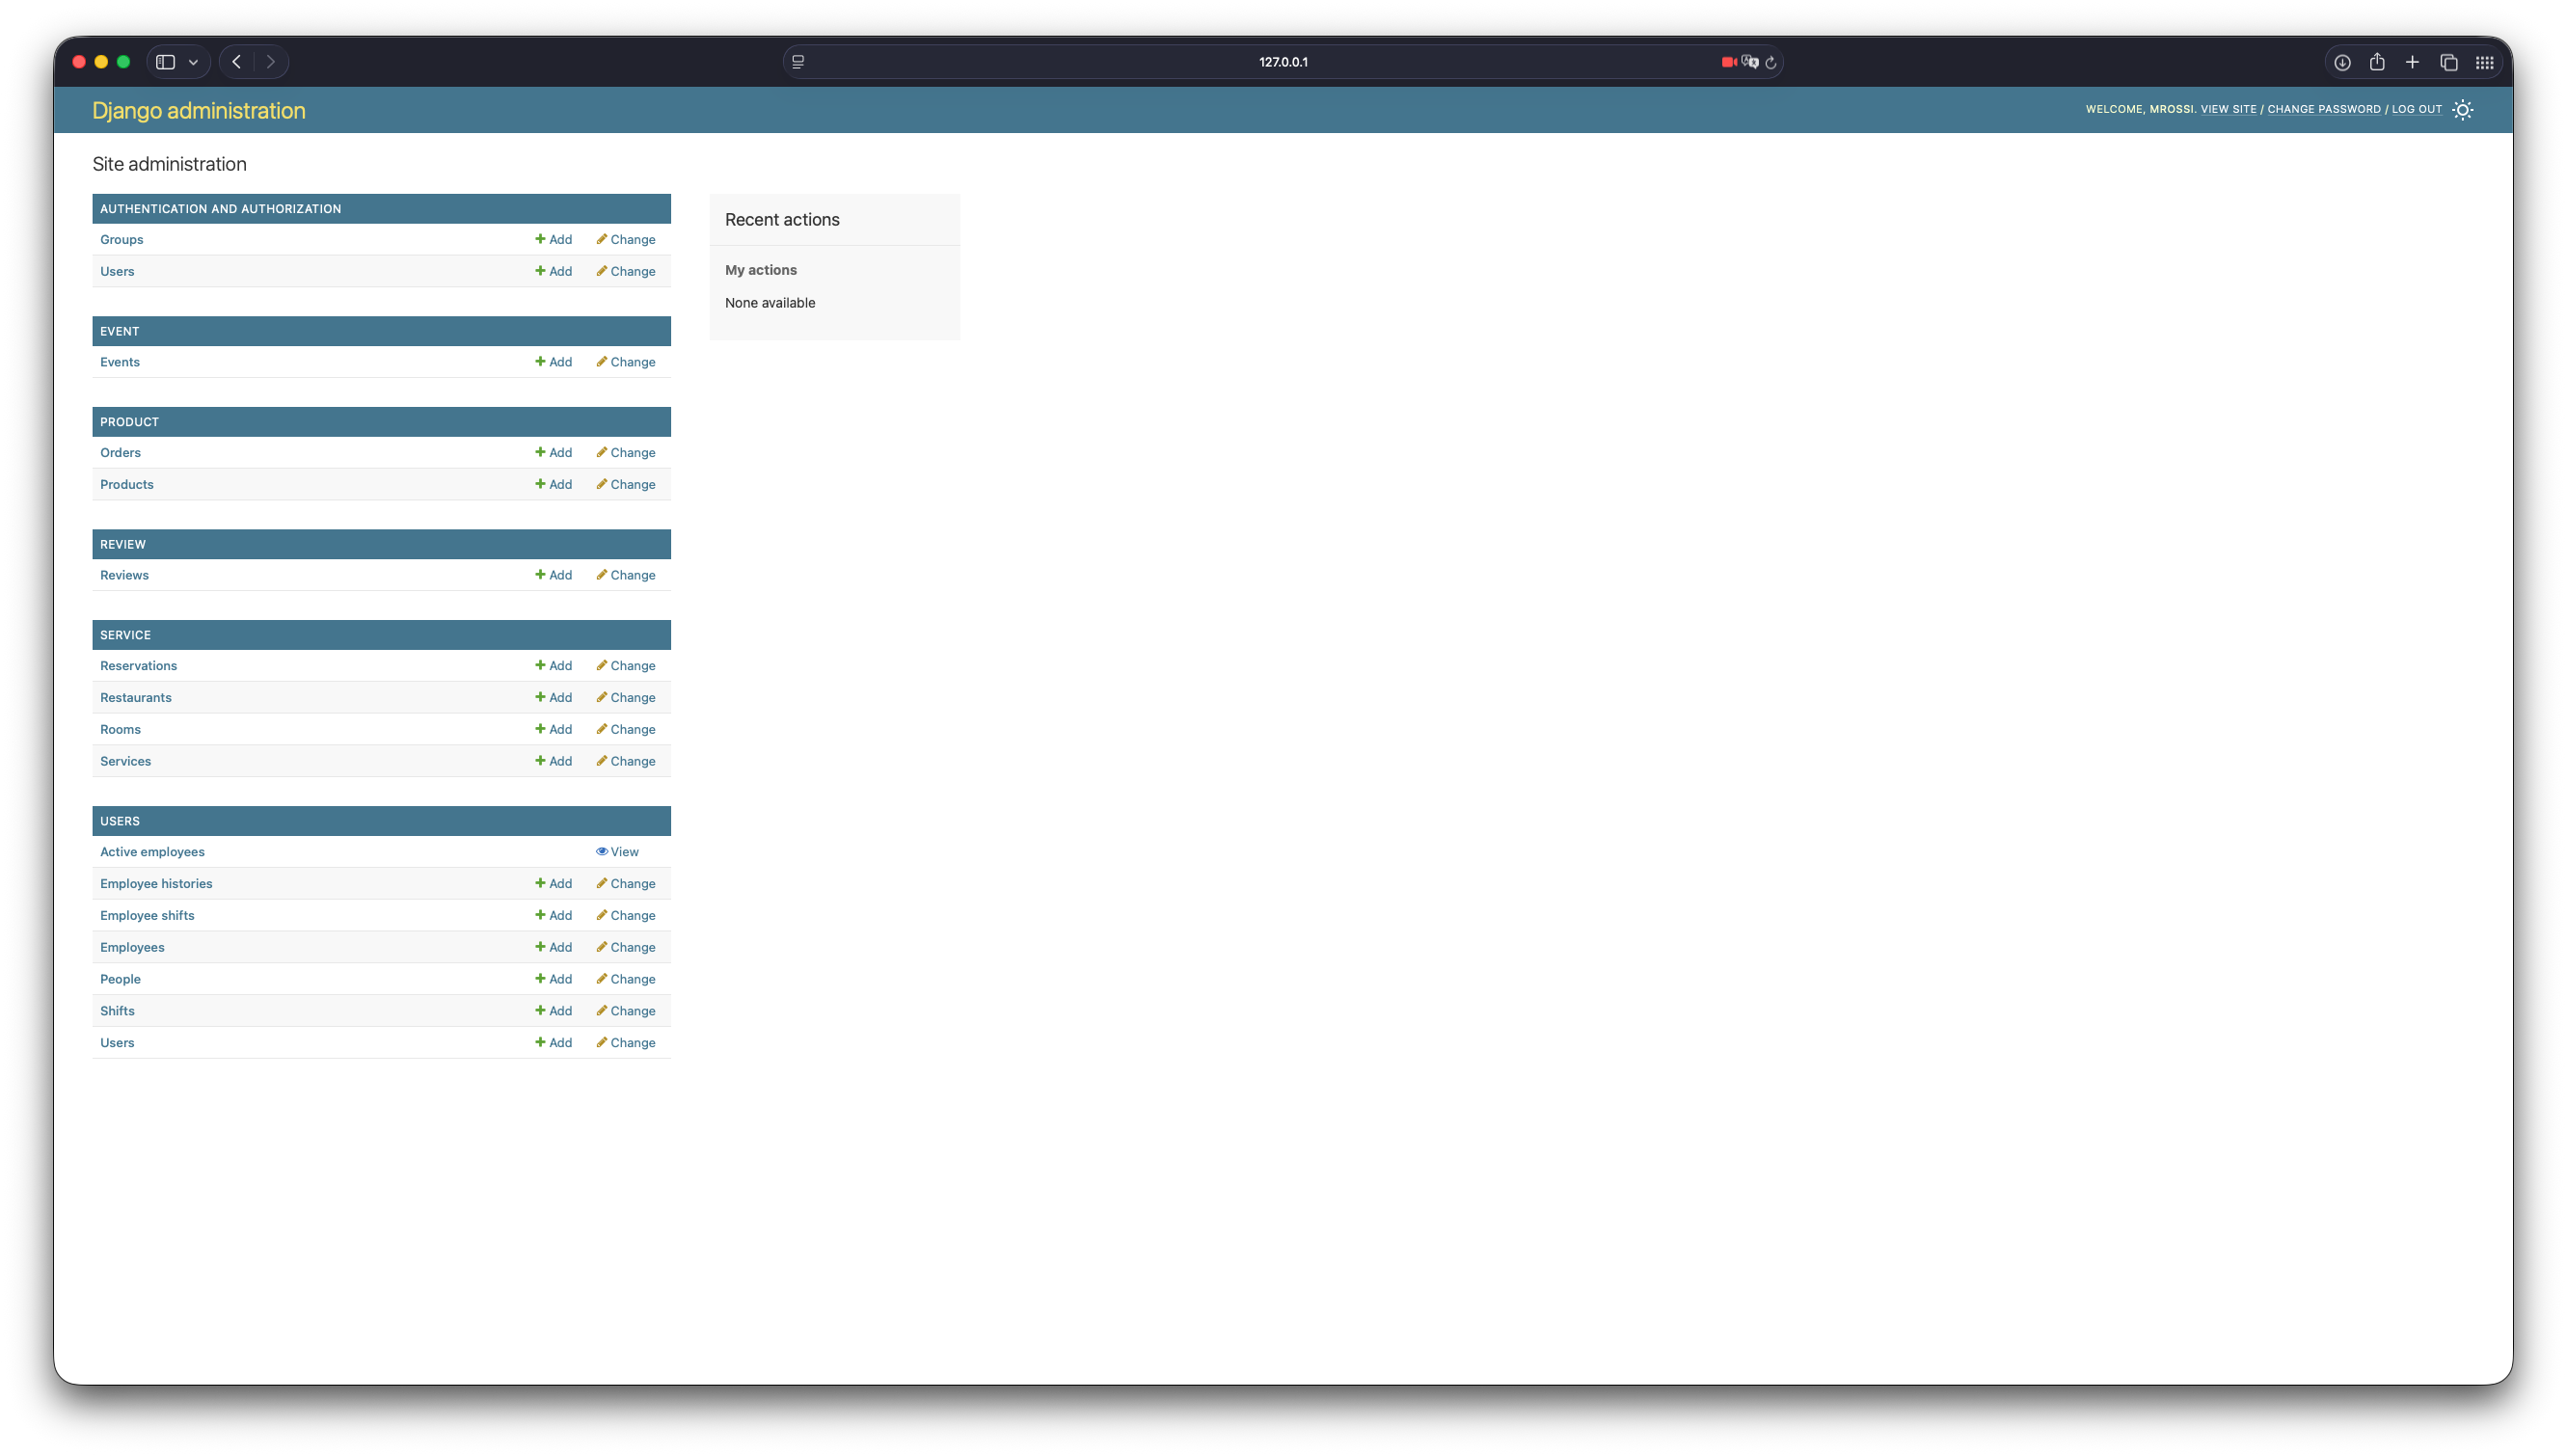 127.0.0.1
Django administration
WELCOME, MROSSI. VIEW SITE / CHANGE PASSWORD / LOG OUT
Site administration
AUTHENTICATION AND AUTHORIZATION
Groups Add Change
Users Add Change
EVENT
Events Add Change
PRODUCT
Orders Add Change
Products Add Change
REVIEW
Reviews Add Change
SERVICE
Reservations Add Change
Restaurants Add Change
Rooms Add Change
Services Add Change
USERS
Active employees View
Employee histories Add Change
Employee shifts Add Change
Employees Add Change
People Add Change
Shifts Add Change
Users Add Change
Recent actions
My actions
None available